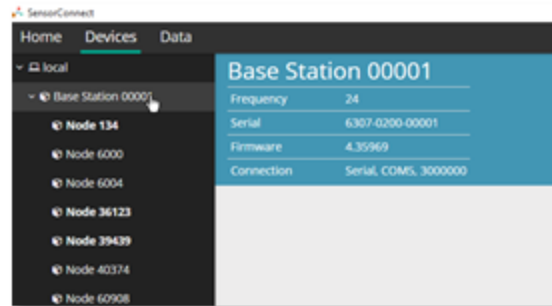 SensorConnect
Home Devices Data
local
Base Station 00001
Node 134
Node 6000
Node 6004
Node 36123
Node 39439
Node 40374
Node 60908
Base Station 00001
Frequency 24
Serial 6307-0200-00001
Firmware 4.35969
Connection Serial, COM5, 3000000